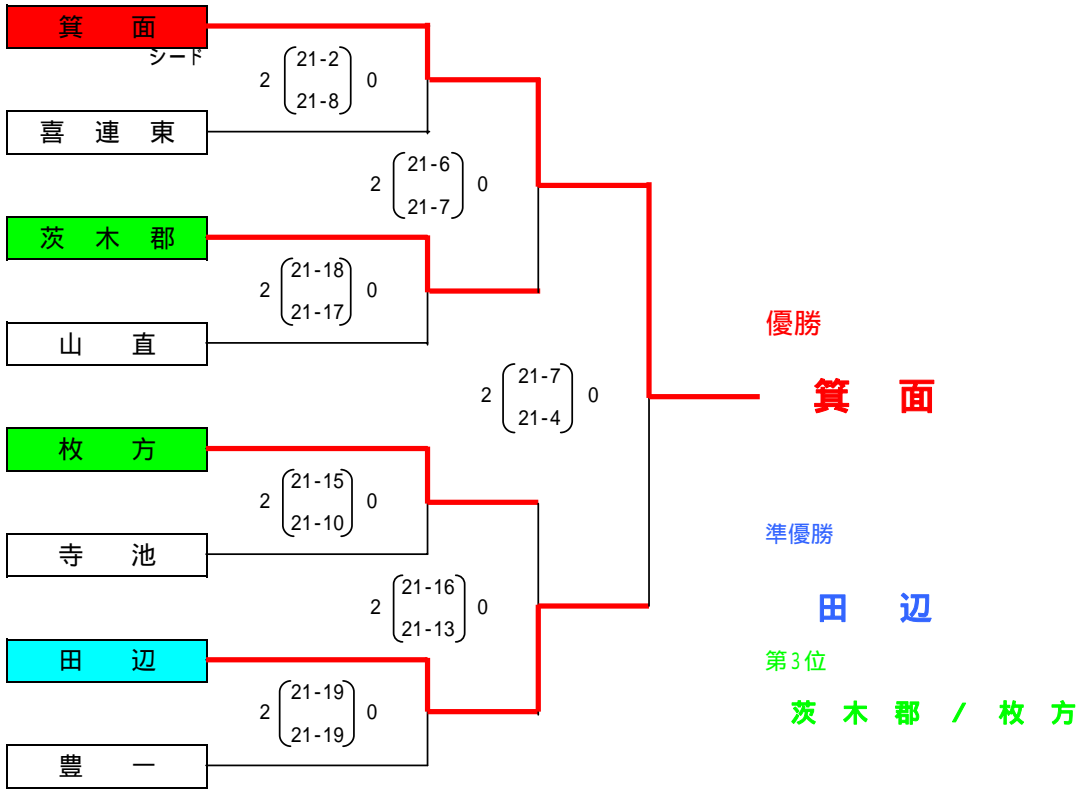 箕 面
シード
2 21-2 0
21-8
喜 連 東
2 21-6 0
21-7
茨 木 郡
2 21-18 0
21-17
山 直
優勝
箕 面
2 21-7 0
21-4
枚 方
2 21-15 0
21-10
寺 池
準優勝
田 辺
2 21-16 0
21-13
田 辺
第3位
茨 木 郡 / 枚 方
2 21-19 0
21-19
豊 一